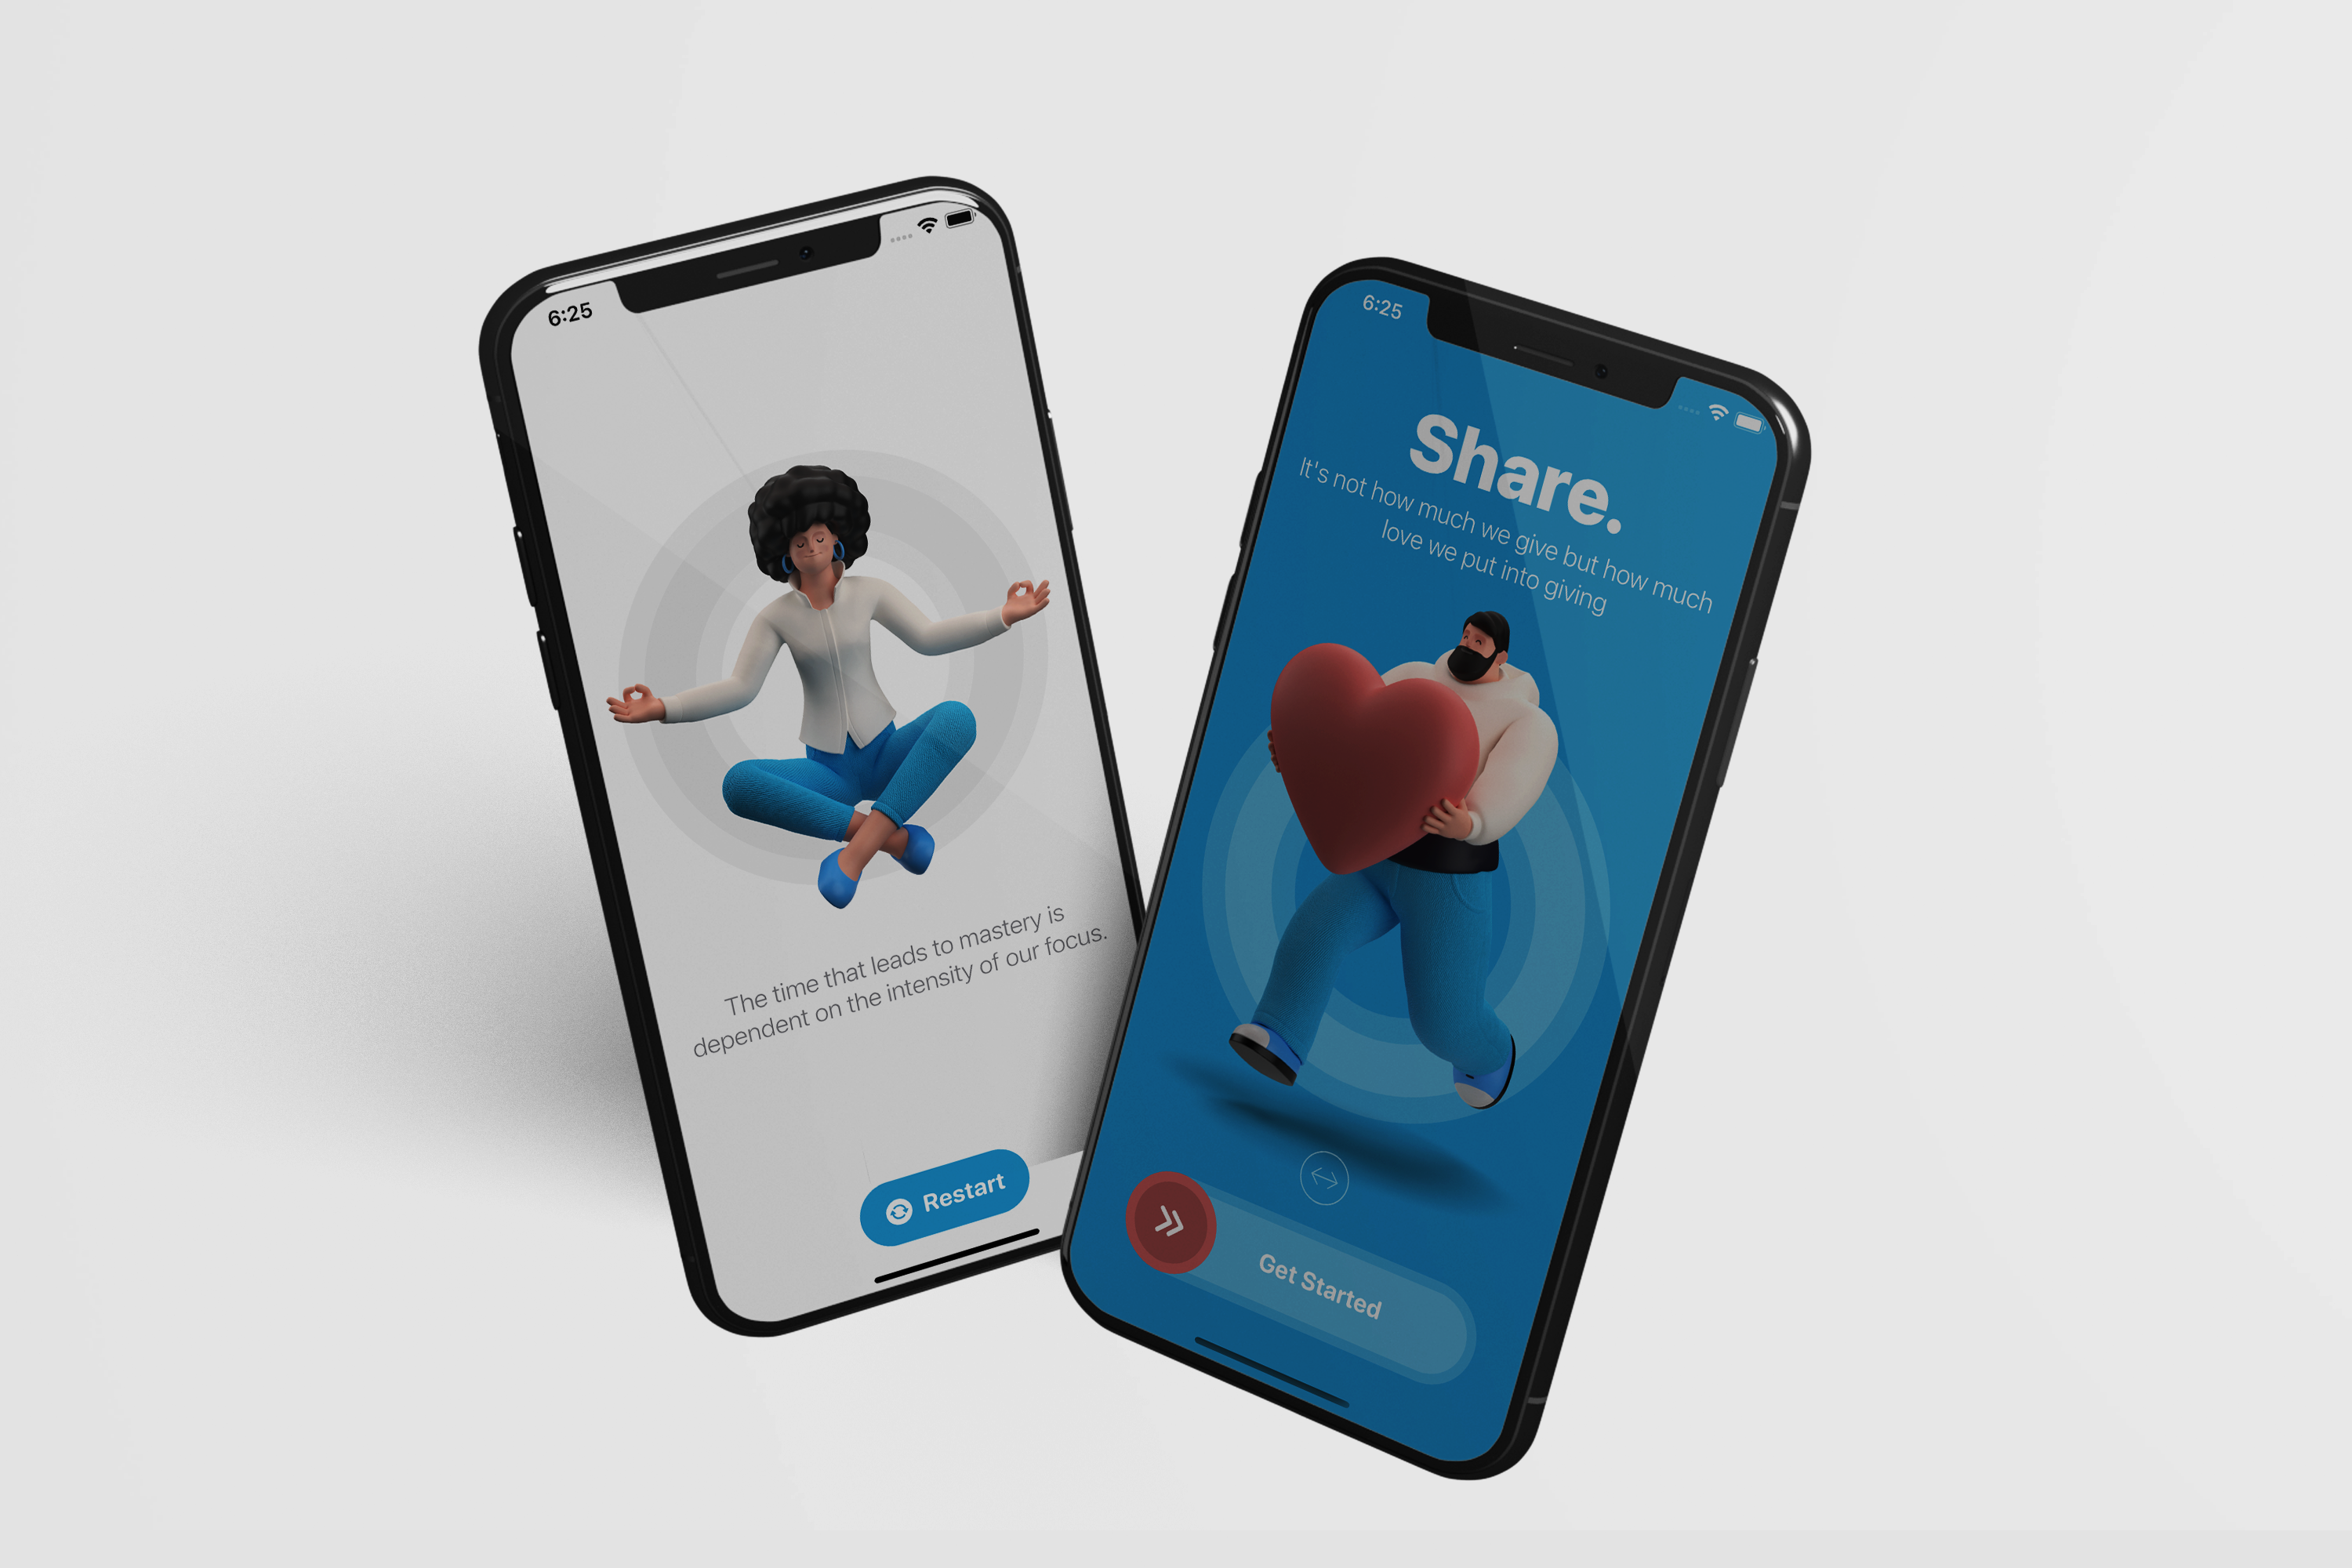 6:25
The time that leads to mastery is
dependent on the intensity of our focus.
Restart
6:25
Share.
It's not how much we give but how much
love we put into giving
Get Started